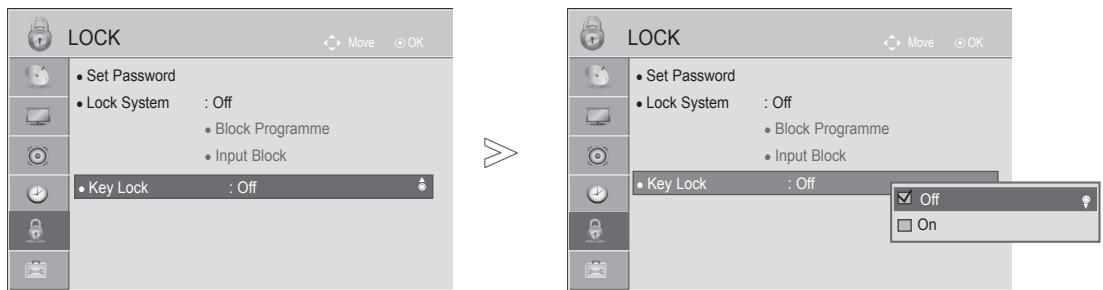 LOCK
Move OK
• Set Password
• Lock System : Off
• Block Programme
• Input Block
• Key Lock : Off
LOCK
Move OK
• Set Password
• Lock System : Off
• Block Programme
• Input Block
• Key Lock : Off
Off
On